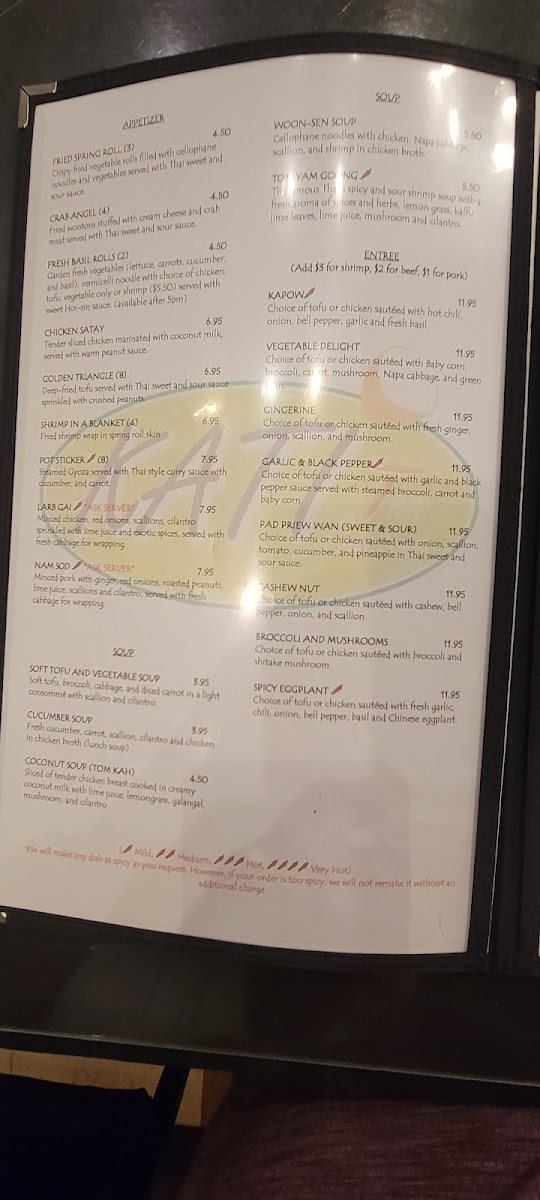 APPETIZER
FRIED SPRING ROLL (3) 4.50
Crispy fried vegetable rolls filled with cellophane
noodles and vegetables served with Thai sweet and
sour sauce.
CRAB ANGEL (4) 4.50
Fried wontons stuffed with cream cheese and crab
meat served with Thai sweet and sour sauce.
FRESH BASIL ROLLS (2) 4.50
Garden fresh vegetables (lettuce, carrots, cucumber,
and basil), vermicelli noodle with choice of chicken,
tofu, vegetable only or shrimp ($5.50) served with
sweet Hoi-sin sauce. (available after 5pm)
CHICKEN SATAY 6.95
Tender sliced chicken marinated with coconut milk,
served with warm peanut sauce.
GOLDEN TRIANGLE (8) 6.95
Deep-fried tofu served with Thai sweet and sour sauce
sprinkled with crushed peanuts.
SHRIMP IN A BLANKET (4) 6.95
Fried shrimp wrap in spring roll skin
POT STICKER (8) 7.95
Steamed Gyoza served with Thai style curry sauce with
cucumber, and carrot.
LARB GAI *ASK SERVER* 7.95
Minced chicken, red onions, scallions, cilantro
sprinkled with lime juice and exotic spices, served with
fresh cabbage for wrapping.
NAM SOD *ASK SERVER* 7.95
Minced pork with ginger, red onions, roasted peanuts,
lime juice, scallions and cilantro, served with fresh
cabbage for wrapping.
SOUP
SOFT TOFU AND VEGETABLE SOUP 3.95
Soft tofu, broccoli, cabbage, and diced carrot in a light
consommé with scallion and cilantro.
CUCUMBER SOUP 3.95
Fresh cucumber, carrot, scallion, cilantro and chicken
in chicken broth (lunch soup)
COCONUT SOUP (TOM KAH) 4.50
Sliced of tender chicken breast cooked in creamy
coconut milk with lime juice, lemongrass, galangal,
mushroom, and cilantro
SOUP
WOON-SEN SOUP 5.50
Cellophane noodles with chicken, Napa cabbage,
scallion, and shrimp in chicken broth.
TOM YAM GOONG 5.50
famous Thai spicy and sour shrimp soup with a
fresh aroma of spices and herbs, lemon grass, kaffir
lime leaves, lime juice, mushroom and cilantro.
ENTREE
(Add $3 for shrimp, $2 for beef, $1 for pork)
KAPOW 11.95
Choice of tofu or chicken sautéed with hot chili,
onion, bell pepper, garlic and fresh basil.
VEGETABLE DELIGHT 11.95
Choice of tofu or chicken sautéed with Baby corn,
broccoli, carrot, mushroom, Napa cabbage, and green
GINGERINE 11.95
Choice of tofu or chicken sautéed with fresh ginger,
onion, scallion, and mushroom.
GARLIC & BLACK PEPPER 11.95
Choice of tofu or chicken sautéed with garlic and black
pepper sauce served with steamed broccoli, carrot and
baby corn.
PAD PRIEW WAN (SWEET & SOUR) 11.95
Choice of tofu or chicken sautéed with onion, scallion,
tomato, cucumber, and pineapple in Thai sweet and
sour sauce.
CASHEW NUT 11.95
Choice of tofu or chicken sautéed with cashew, bell
pepper, onion, and scallion.
BROCCOLI AND MUSHROOMS 11.95
Choice of tofu or chicken sautéed with broccoli and
shitake mushroom.
SPICY EGGPLANT 11.95
Choice of tofu or chicken sautéed with fresh garlic,
chili, onion, bell pepper, basil and Chinese eggplant.
( Mild, Medium, Hot, Very Hot)
We will make any dish as spicy as you request. However, if your order is too spicy, we will not remake it without an
additional charge
KATI